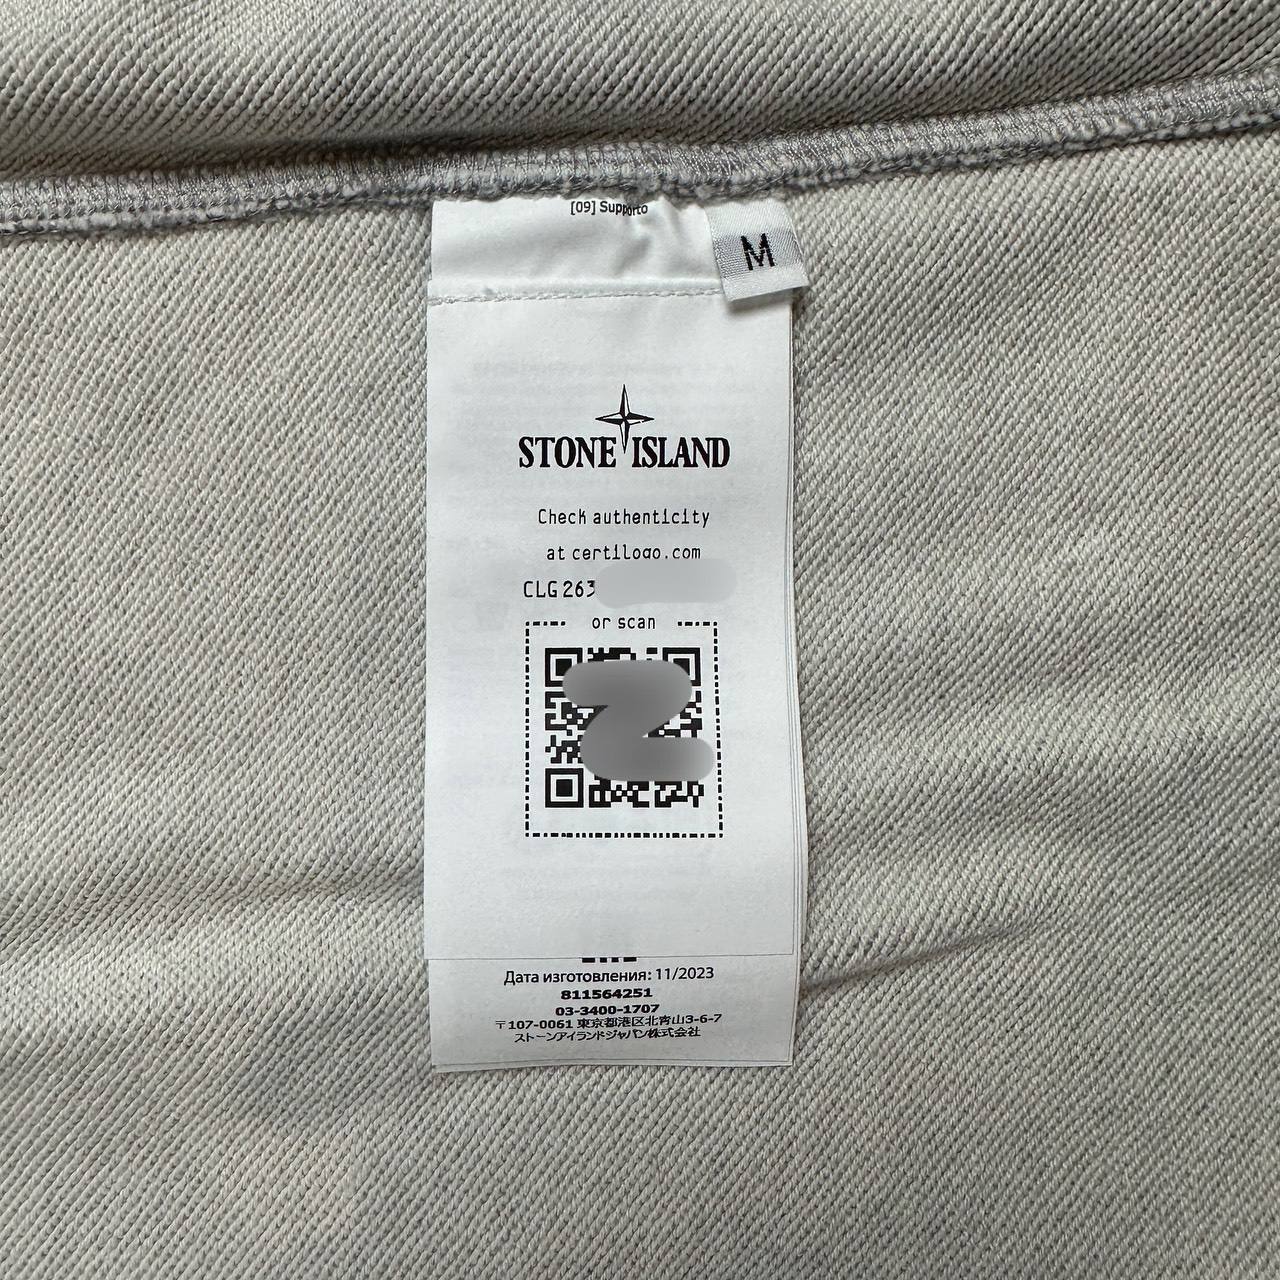 [09] Supporto
M
STONE ISLAND
Check authenticity
at certilogo.com
CLG 263
or scan
Дата изготовления: 11/2023
811564251
03-3400-1707
〒107-0061 東京都港区北青山3-6-7
ストーンアイランドジャパン株式会社